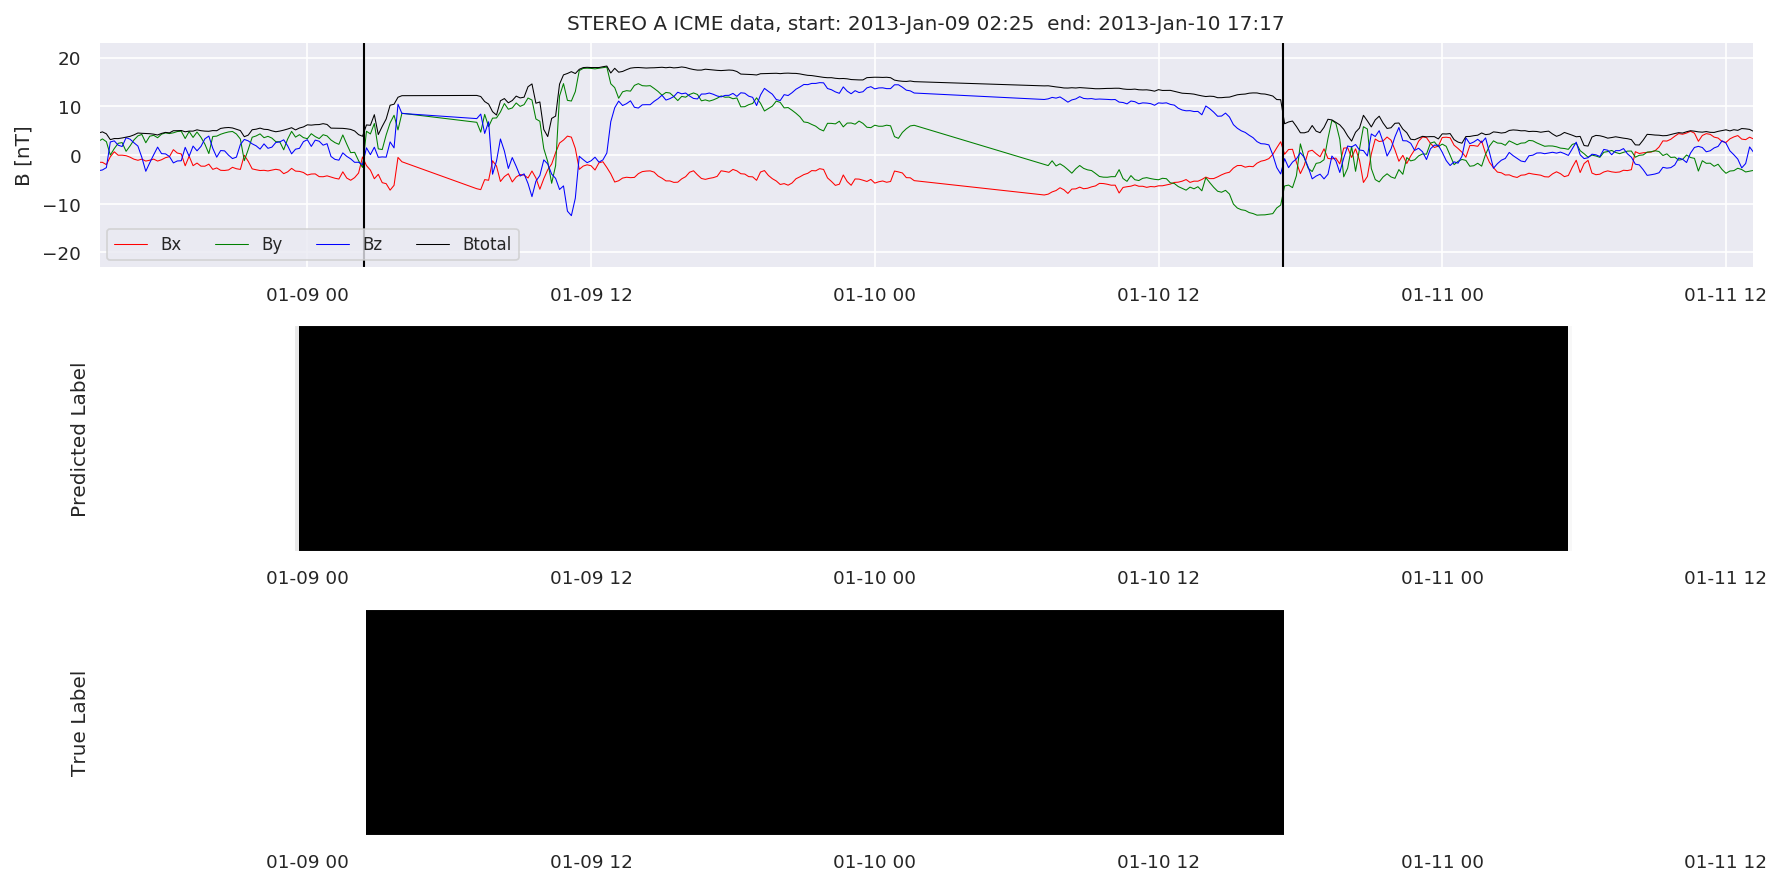 STEREO A ICME data, start: 2013-Jan-09 02:25  end: 2013-Jan-10 17:17
B [nT]
20
10
0
−10
−20
Bx By Bz Btotal
01-09 00 01-09 12 01-10 00 01-10 12 01-11 00 01-11 12
Predicted Label
01-09 00 01-09 12 01-10 00 01-10 12 01-11 00 01-11 12
True Label
01-09 00 01-09 12 01-10 00 01-10 12 01-11 00 01-11 12